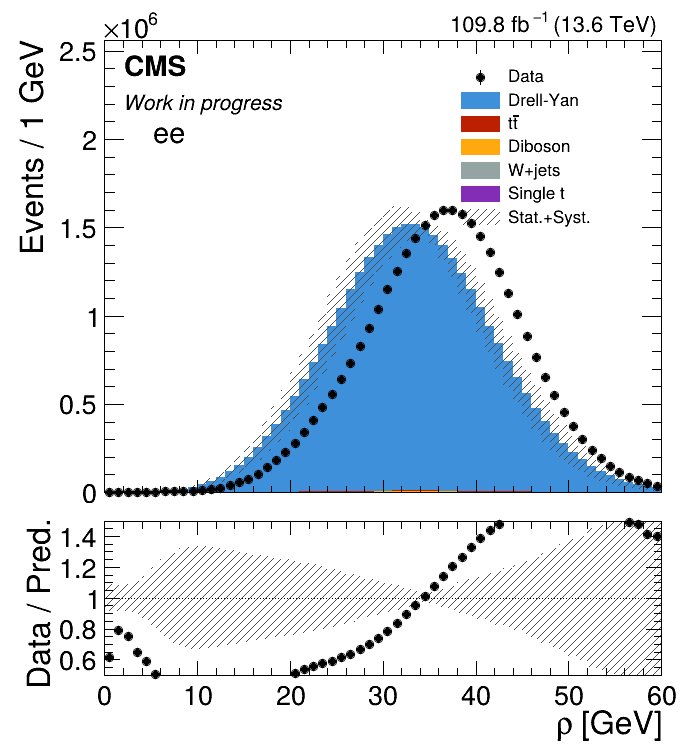 ×10⁶
109.8 fb⁻¹ (13.6 TeV)
Events / 1 GeV
2.5
2
1.5
1
0.5
0
CMS
Work in progress
ee
Data
Drell-Yan
tt̅
Diboson
W+jets
Single t
Stat.+Syst.
Data / Pred.
1.4
1.2
1
0.8
0.6
0 10 20 30 40 50 60
ρ [GeV]